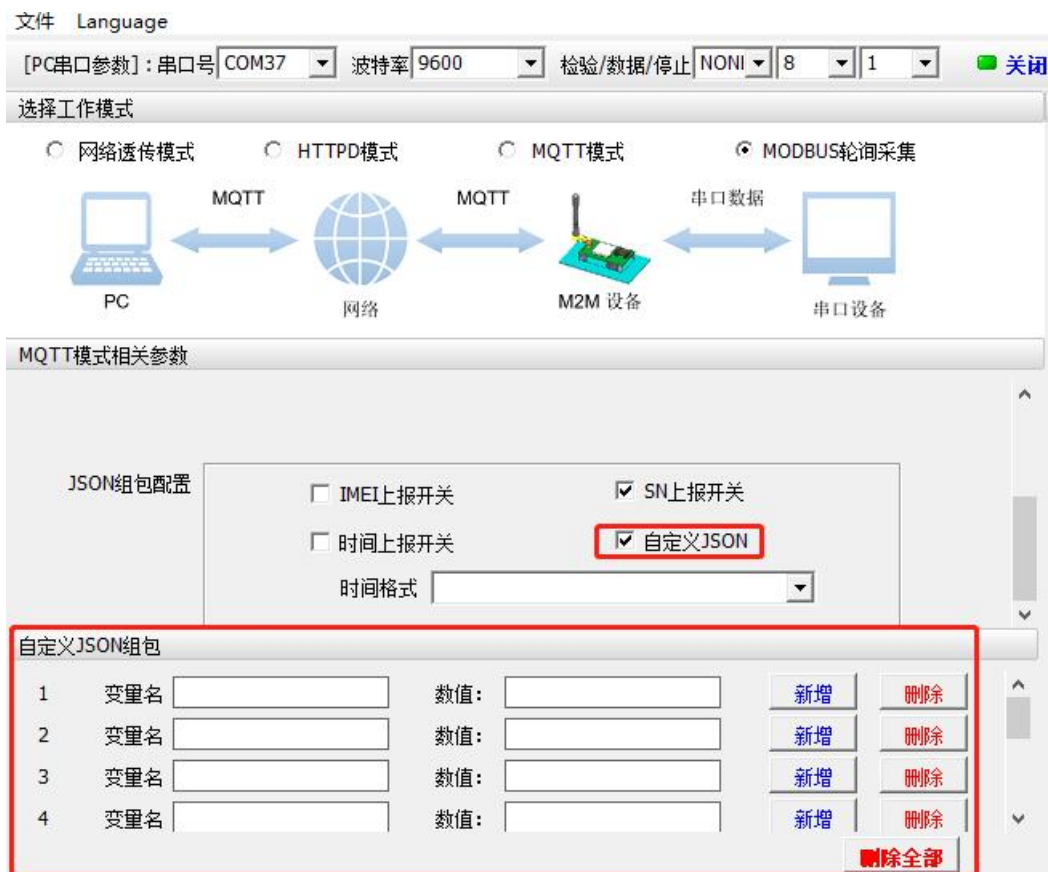 文件 Language
[PC串口参数]:串口号 COM37 波特率 9600 检验/数据/停止 NONI 8 1 关闭
选择工作模式
网络透传模式 HTTPD模式 MQTT模式 MODBUS轮询采集
MQTT MQTT 串口数据
PC 网络 M2M 设备 串口设备
MQTT模式相关参数
JSON组包配置 IMEI上报开关 SN上报开关
时间上报开关 自定义JSON
时间格式
自定义JSON组包
1 变量名 数值: 新增 删除
2 变量名 数值: 新增 删除
3 变量名 数值: 新增 删除
4 变量名 数值: 新增 删除
删除全部